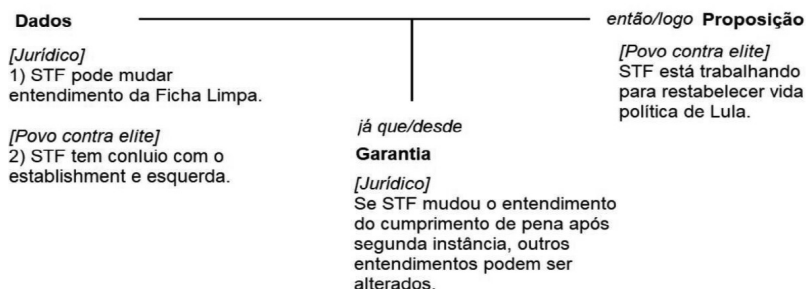 Dados
então/logo Proposição
[Jurídico]
1) STF pode mudar
entendimento da Ficha Limpa.
[Povo contra elite]
2) STF tem conluio com o
establishment e esquerda.
[Povo contra elite]
STF está trabalhando
para restabelecer vida
política de Lula.
já que/desde
Garantia
[Jurídico]
Se STF mudou o entendimento
do cumprimento de pena após
segunda instância, outros
entendimentos podem ser
alterados.